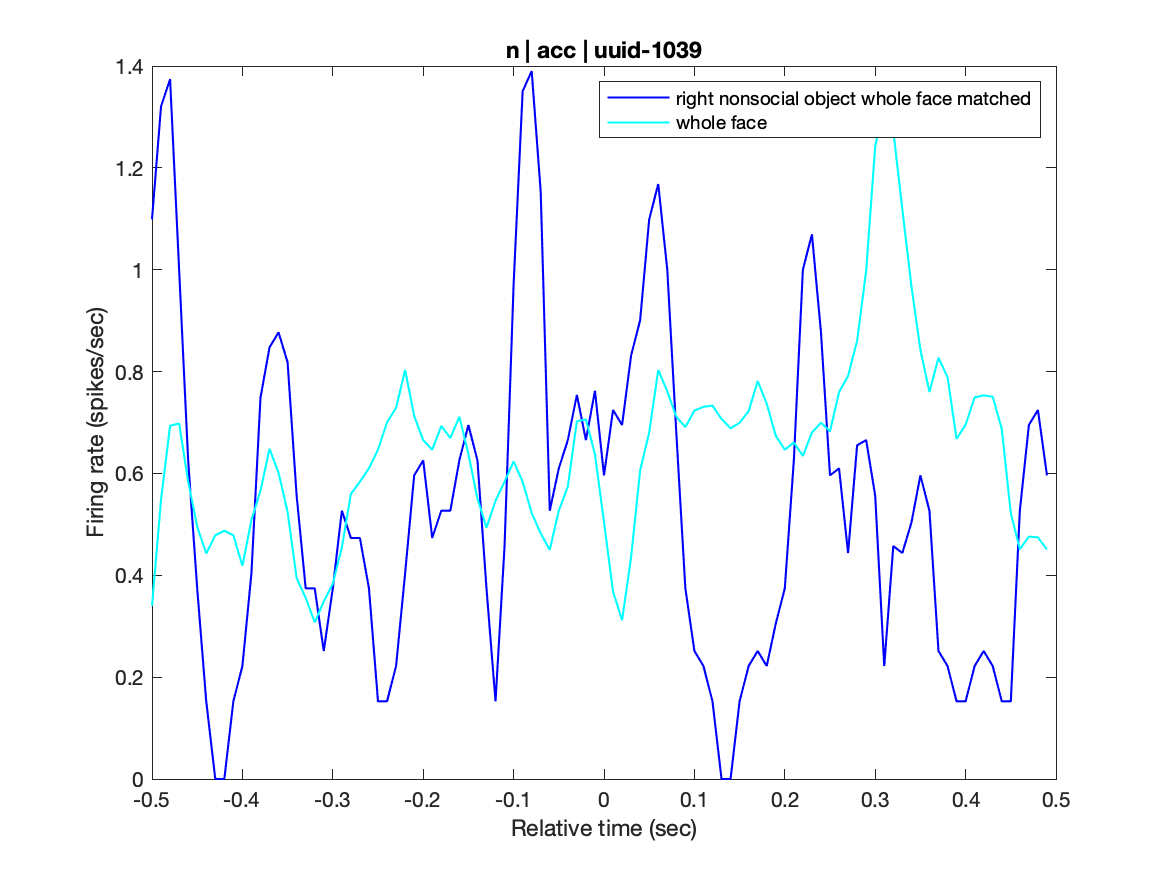 n | acc | uuid-1039
right nonsocial object whole face matched
whole face
1.4
1.2
1
0.8
0.6
0.4
0.2
0
Firing rate (spikes/sec)
-0.5 -0.4 -0.3 -0.2 -0.1 0 0.1 0.2 0.3 0.4 0.5
Relative time (sec)